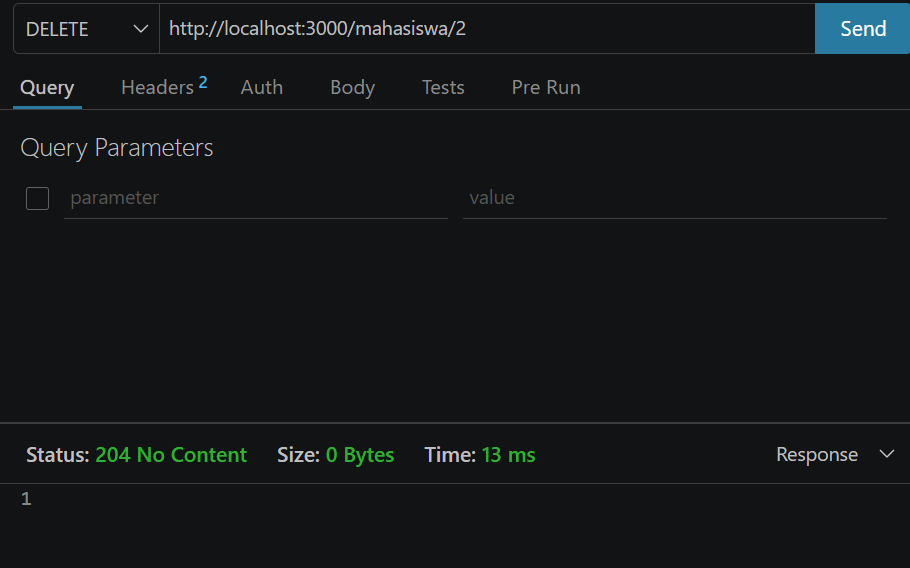 DELETE http://localhost:3000/mahasiswa/2 Send
Query Headers 2 Auth Body Tests Pre Run
Query Parameters
parameter value
Status: 204 No Content Size: 0 Bytes Time: 13 ms Response
1